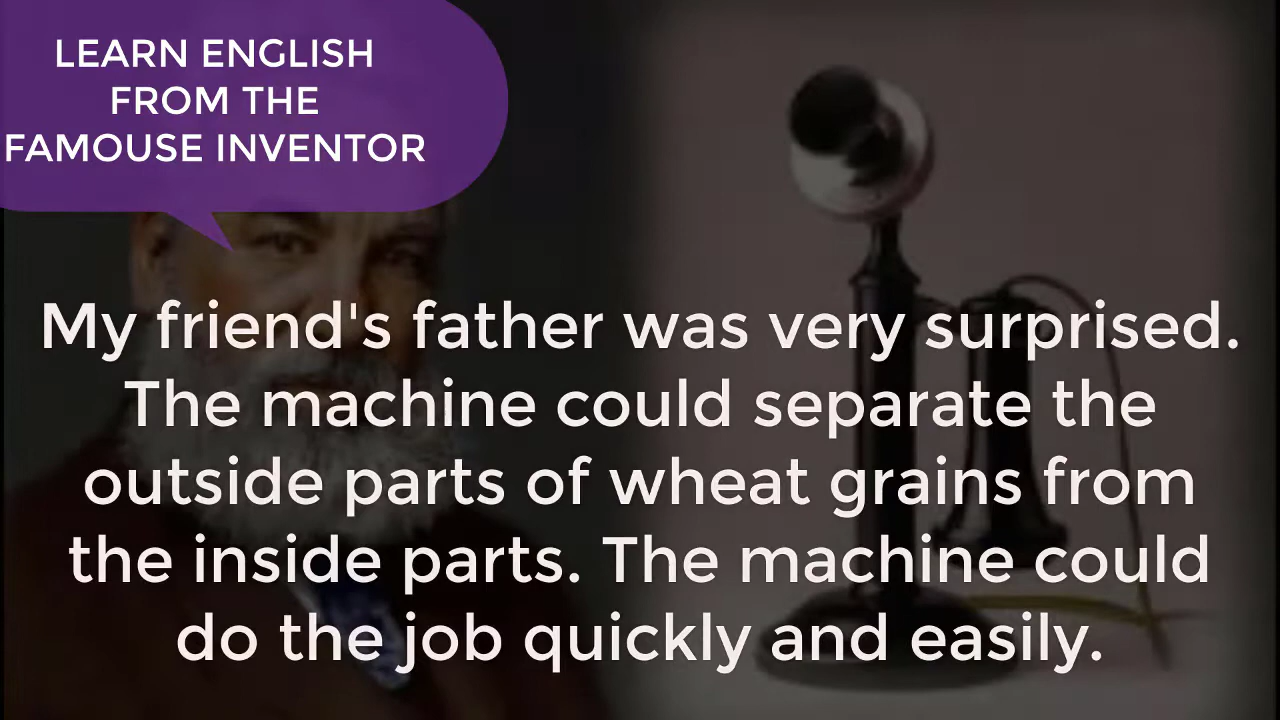 LEARN ENGLISH
FROM THE
FAMOUSE INVENTOR
My friend's father was very surprised.
The machine could separate the
outside parts of wheat grains from
the inside parts. The machine could
do the job quickly and easily.